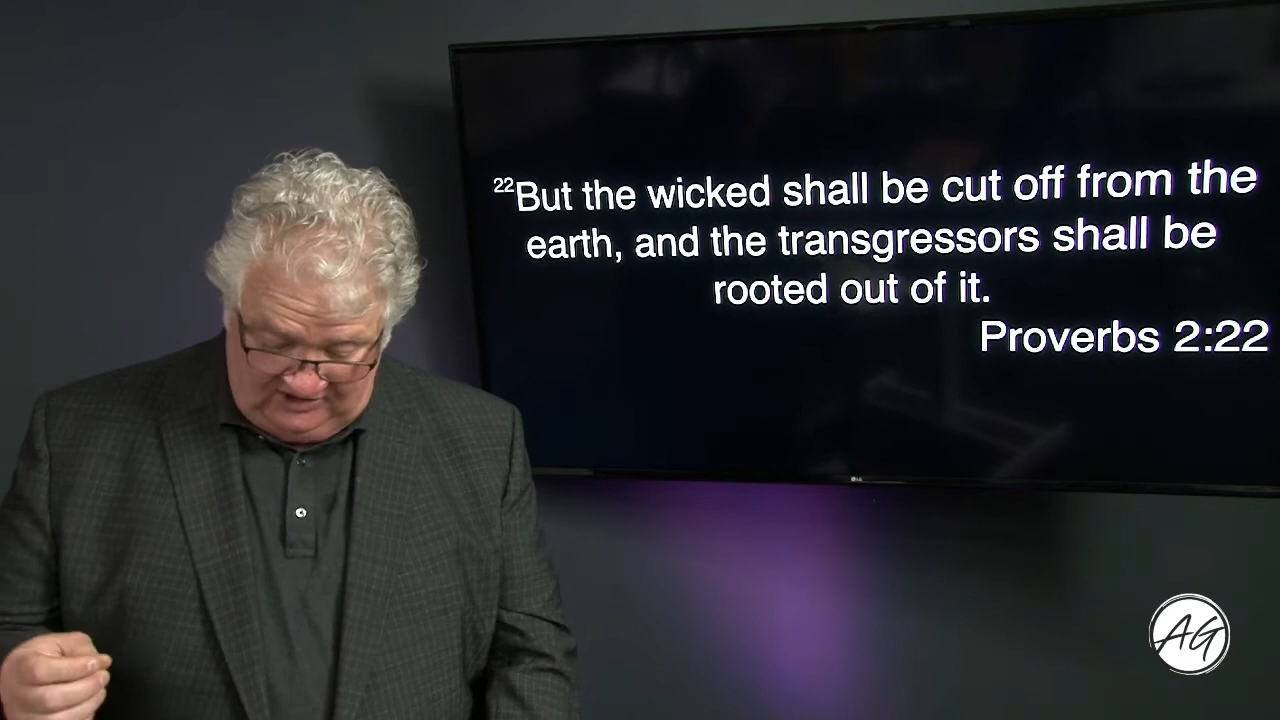 ²²But the wicked shall be cut off from the
earth, and the transgressors shall be
rooted out of it.
Proverbs 2:22
LG
AG